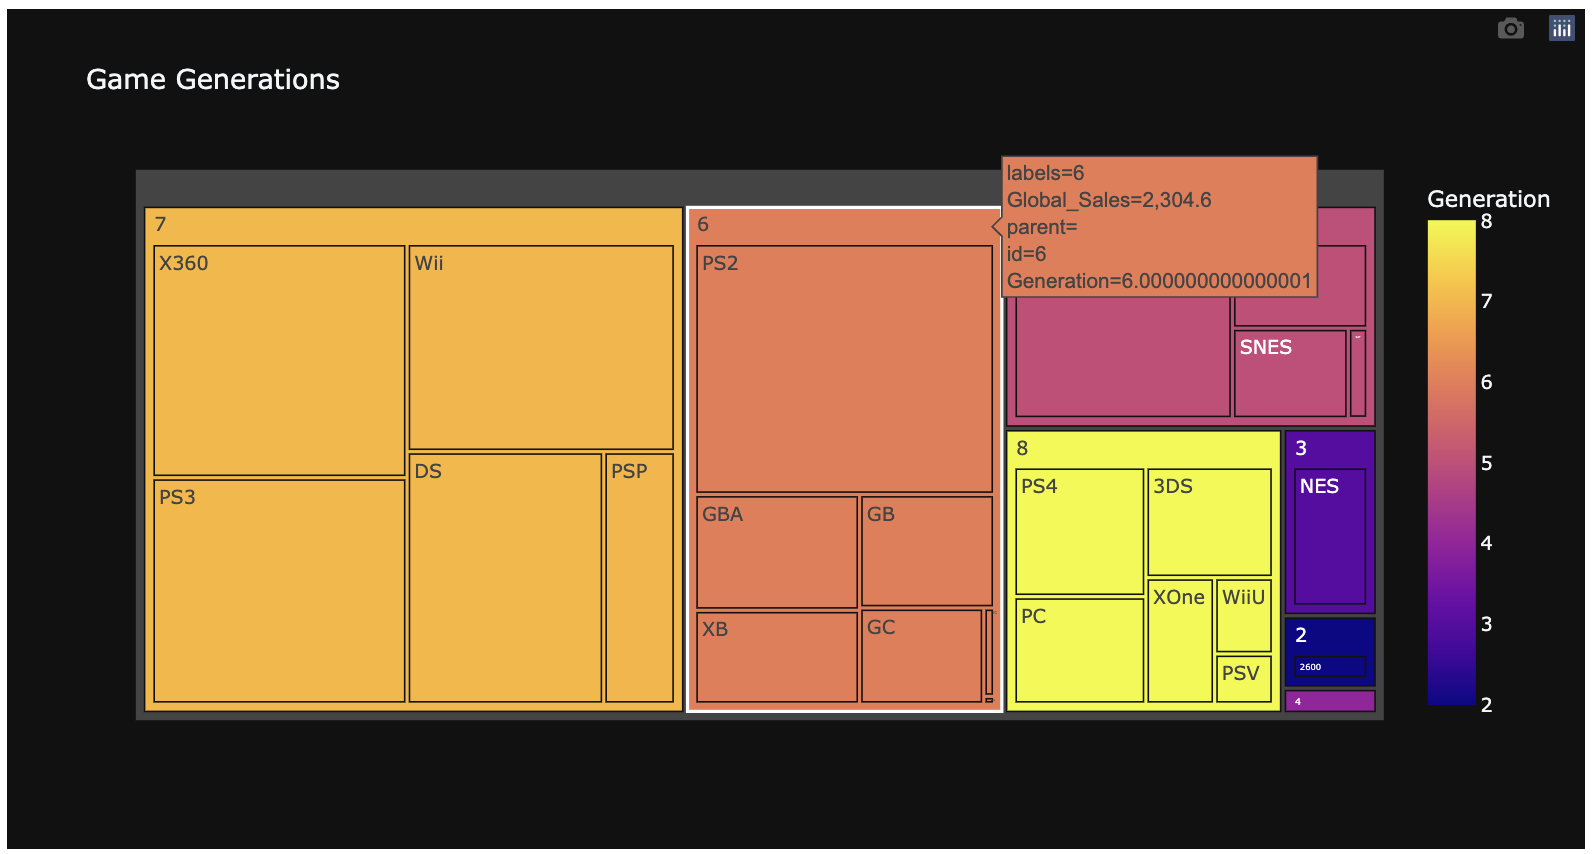 Game Generations
labels=6
Global_Sales=2,304.6
parent=
id=6
Generation=6.000000000000001
Generation
8
7
6
5
4
3
2
7
X360
Wii
PS3
DS
PSP
6
PS2
GBA
GB
XB
GC
SNES
8
PS4
3DS
PC
XOne
WiiU
PSV
3
NES
2
2600
4